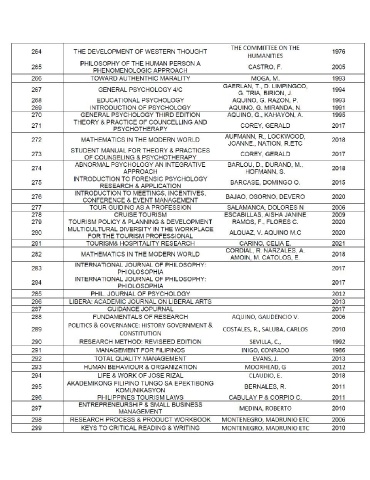 264 THE DEVELOPMENT OF WESTERN THOUGHT THE COMMITTEE ON THE HUMANITIES 1976
265 PHILOSOPHY OF THE HUMAN PERSON A PHENOMENOLOGIC APPROACH CASTRO, F. 2005
266 TOWARD AUTHENTHIC MARALITY MOGA, M. 1993
267 GENERAL PSYCHOLOGY 4/C GAERLAN, T., D. LIMPINGCO, G. TRIA, BIRION, J. 1994
268 EDUCATIONAL PSYCHOLOGY AQUINO, G. RAZON, P. 1993
269 INTRODUCTION OF PSYCHOLOGY AQUINO, G. MIRANDA, N. 1991
270 GENERAL PSYCHOLOGY THIRD EDITION AQUINO, G., KAHAYON, A. 1995
271 THEORY & PRACTICE OF COUNCELLING AND PSYCHOTHERAPY COREY, GERALD 2017
272 MATHEMATICS IN THE MODERN WORLD AUFMANN, R., LOCKWOOD, JOANNE., NATION, R.ETC 2018
273 STUDENT MANUAL FOR THEORY & PRACTICES OF COUNSELING & PSYCHOTHERAPY COREY, GERALD 2017
274 ABNORMAL PSYCHOLOGY AN INTEGRATIVE APPROACH BARLOU, D., DURAND, M., HOFMANN, S. 2018
275 INTRODUCTION TO FORENSIC PSYCHOLOGY RESEARCH & APPLICATION BARCASE, DOMINGO O. 2015
276 INTRODUCTION TO MEETINGS, INCENTIVES, CONFERENCE & EVENT MANAGEMENT BAJAO, OSORNO, DEVERO 2020
277 TOUR GUIDING AS A PROFESSION SALAMANCA, DOLORES N 2006
278 CRUISE TOURISM ESCABILLAS, AISHA JANINE 2009
279 TOURISM POLICY & PLANNING & DEVELOPMENT RAMOS, F., FLORES C. 2020
280 MULTICULTURAL DIVERSITY IN THE WORKPLACE FOR THE TOURISM PROFESSIONAL ALQUAZ, V. AQUINO M.C 2020
281 TOURISMS HOSPITALITY RESEARCH CARINO, CELIA E. 2021
282 MATHEMATICS IN THE MODERN WORLD CORDIAL, R. NARZALES, A. AMOIN, M. CATOLOS, E 2018
283 INTERNATIONAL JOURNAL OF PHILOSOPHY: PHIOLOSOPHIA 2017
284 INTERNATIONAL JOURNAL OF PHILOSOPHY: PHIOLOSOPHIA 2017
285 PHIL. JOURNAL OF PSYCHOLOGY 2012
286 LIBERA: ACADEMIC JOURNAL ON LIBERAL ARTS 2013
287 GUIDANCE JOPURNAL 2017
288 FUNDAMENTALS OF RESEARCH AQUINO, GAUDENCIO V. 2006
289 POLITICS & GOVERNANCE: HISTORY GOVERNMENT & CONSTITUTION COSTALES, R., SALUBA, CARLOS 2010
290 RESEARCH METHOD: REVISEED EDITION SEVILLA, C., 1992
291 MANAGEMENT FOR FILIPINOS INIGO, CONRADO 1966
292 TOTAL QUALITY MANAGEMENT EVANS, J. 2013
293 HUMAN BEHAVIOUR & ORGANIZATION MOORHEAD, G 2012
294 LIFE & WORK OF JOSE RIZAL CLAUDIO, E. 2018
295 AKADEMIKONG FILIPINO TUNGO SA EPEKTIBONG KOMUNIKASYON BERNALES, R. 2011
296 PHILIPPINES TOURISM LAWS CABULAY P & CORPIO C. 2011
297 ENTREPRENEURSHIP & SMALL BUSINESS MANAGEMENT MEDINA, ROBERTO 2010
298 RESEARCH PROCESS & PRODUCT WORKBOOK MONTENEGRO, MADRUNIO ETC 2006
299 KEYS TO CRITICAL READING & WRITING MONTENEGRO, MADRUNIO ETC 2010